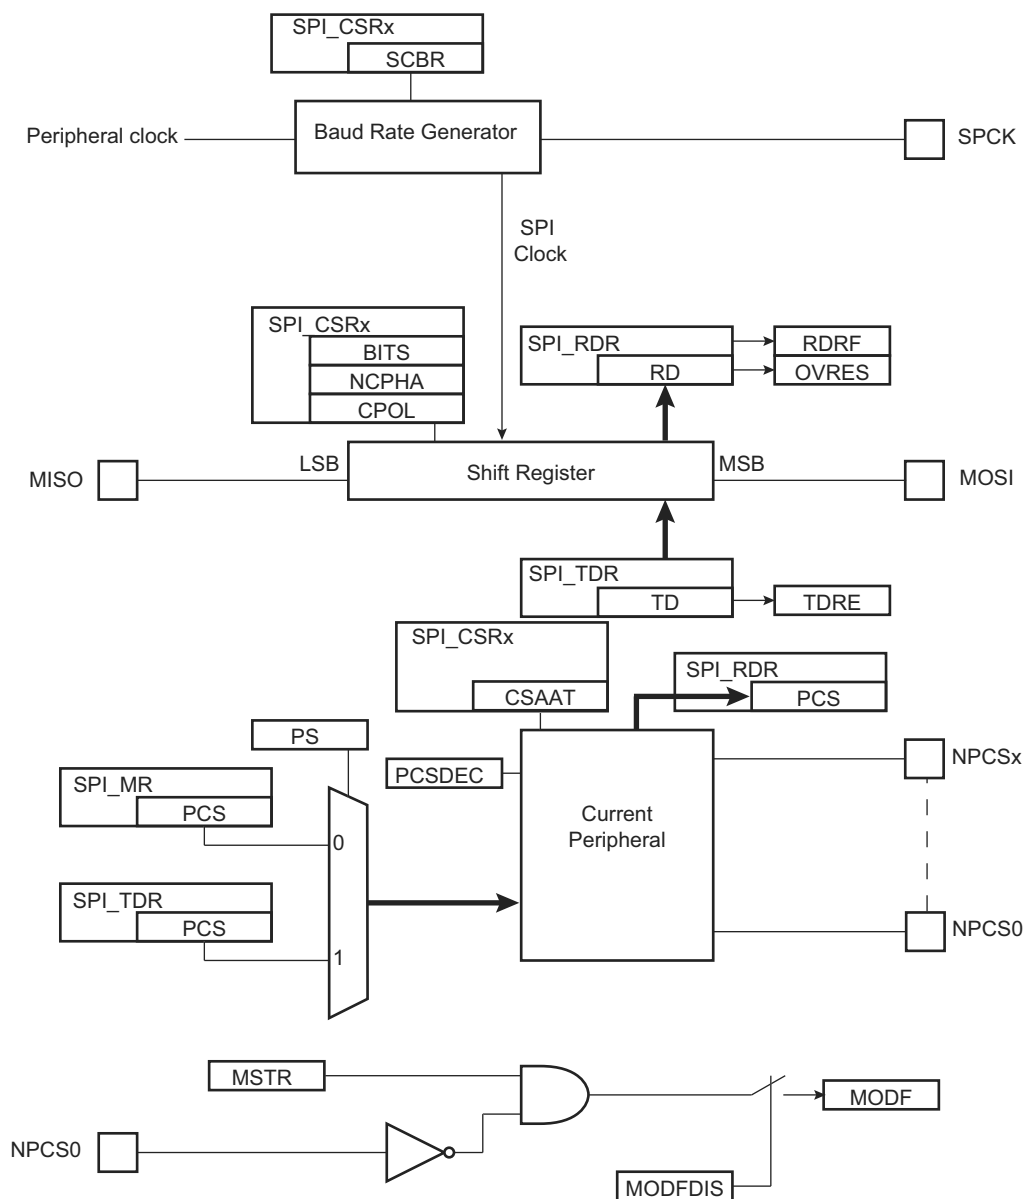 SPI_CSRx
SCBR
Peripheral clock
Baud Rate Generator
SPCK
SPI
Clock
SPI_CSRx
BITS
NCPHA
CPOL
SPI_RDR
RD
RDRF
OVRES
MISO
LSB
Shift Register
MSB
MOSI
SPI_TDR
TD
TDRE
SPI_CSRx
CSAAT
SPI_RDR
PCS
PS
PCSDEC
NPCSx
SPI_MR
PCS
0
Current
Peripheral
SPI_TDR
PCS
1
NPCS0
MSTR
MODF
NPCS0
MODFDIS